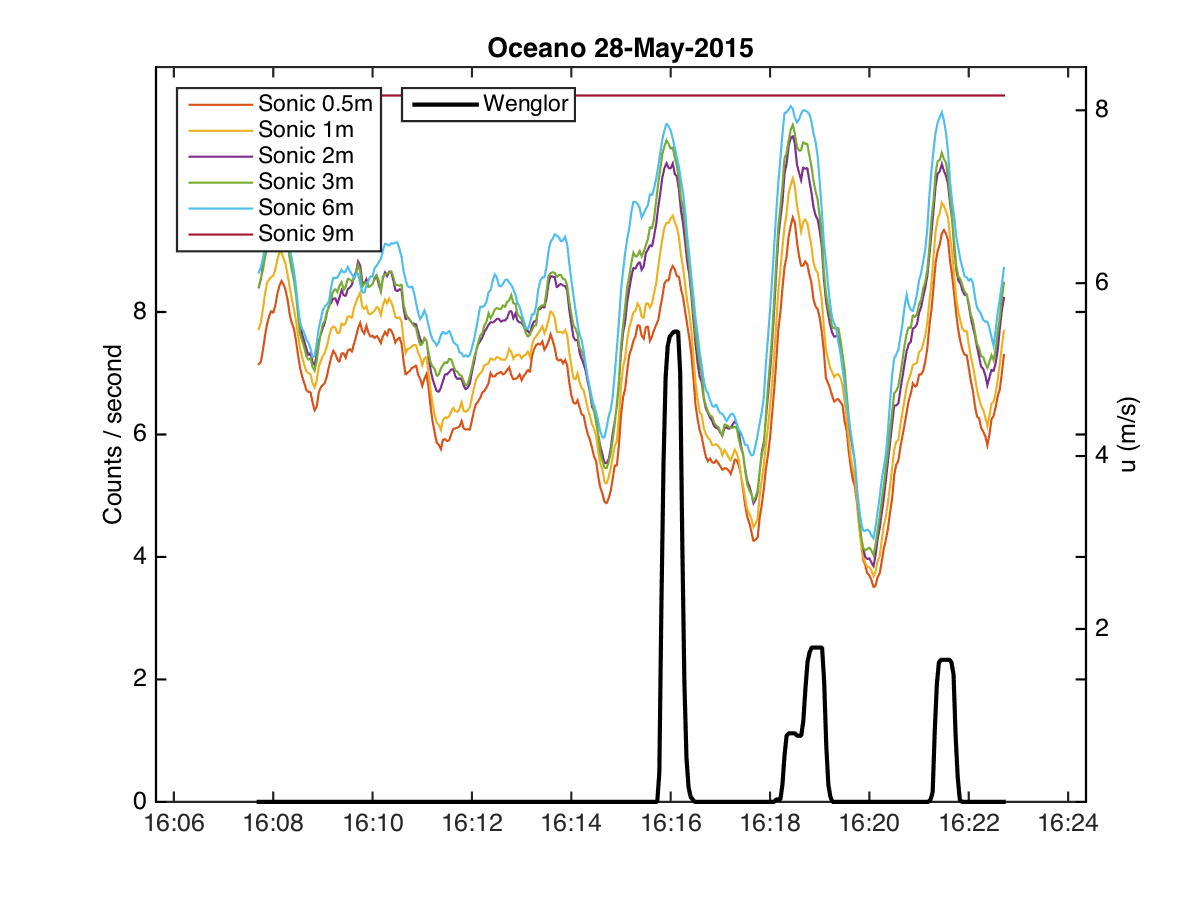 Oceano 28-May-2015
Sonic 0.5m
Sonic 1m
Sonic 2m
Sonic 3m
Sonic 6m
Sonic 9m
Wenglor
Counts / second
8
6
4
2
0
u (m/s)
8
6
4
2
16:06 16:08 16:10 16:12 16:14 16:16 16:18 16:20 16:22 16:24